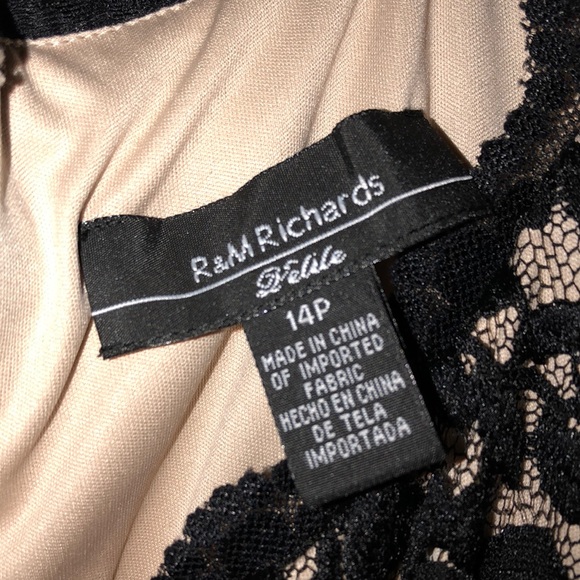 R&M Richards
Petite
14P
MADE IN CHINA
OF IMPORTED
FABRIC
HECHO EN CHINA
DE TELA
IMPORTADA